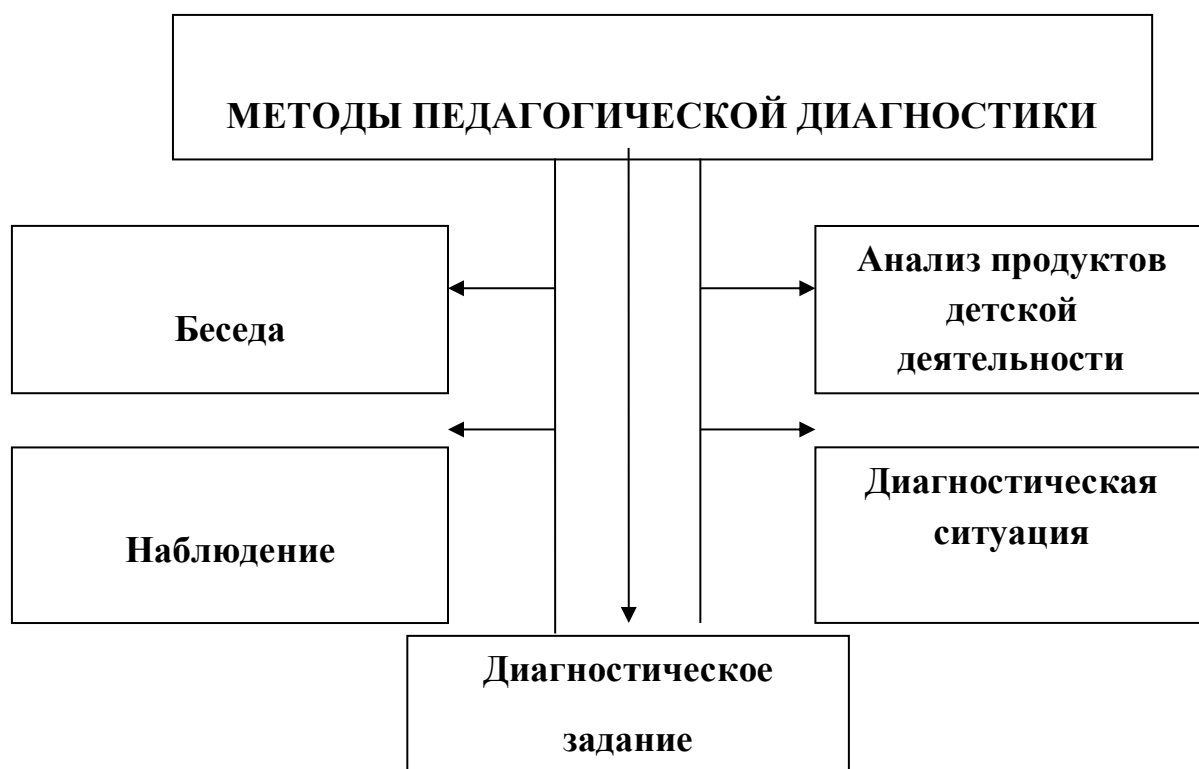 МЕТОДЫ ПЕДАГОГИЧЕСКОЙ ДИАГНОСТИКИ
Беседа
Анализ продуктов
детской
деятельности
Наблюдение
Диагностическая
ситуация
Диагностическое
задание